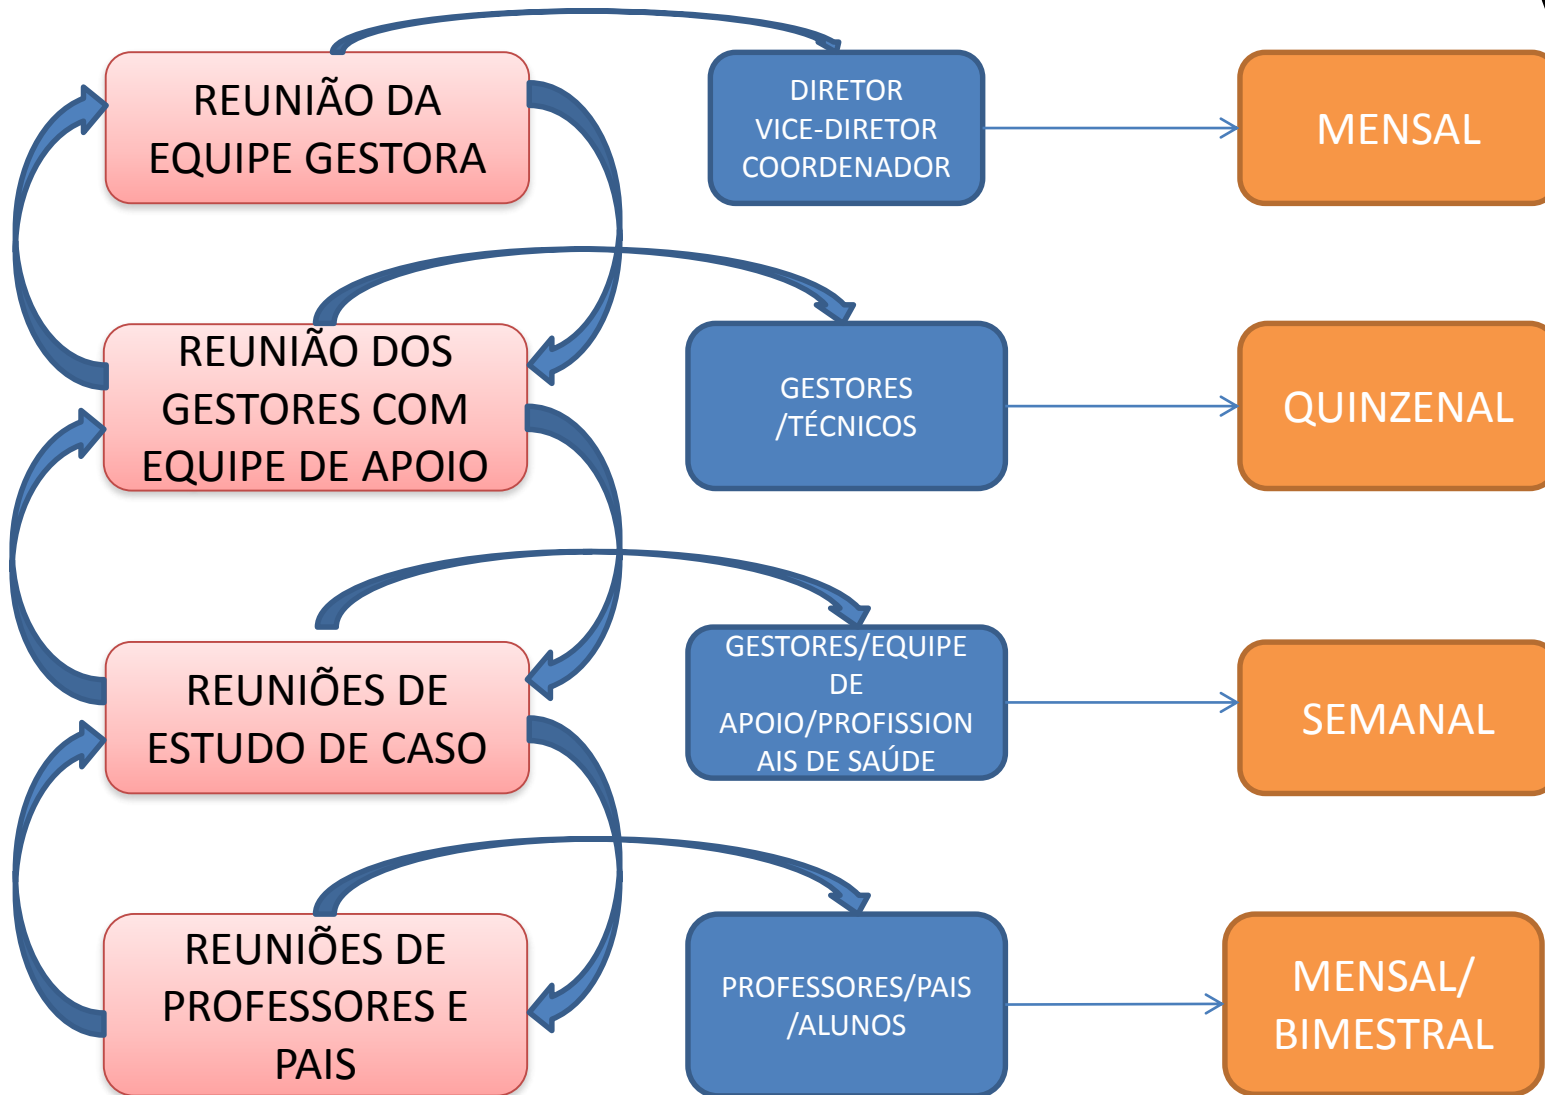 REUNIÃO DA
EQUIPE GESTORA
DIRETOR
VICE-DIRETOR
COORDENADOR
MENSAL
REUNIÃO DOS
GESTORES COM
EQUIPE DE APOIO
GESTORES
/TÉCNICOS
QUINZENAL
REUNIÕES DE
ESTUDO DE CASO
GESTORES/EQUIPE
DE
APOIO/PROFISSION
AIS DE SAÚDE
SEMANAL
REUNIÕES DE
PROFESSORES E
PAIS
PROFESSORES/PAIS
/ALUNOS
MENSAL/
BIMESTRAL